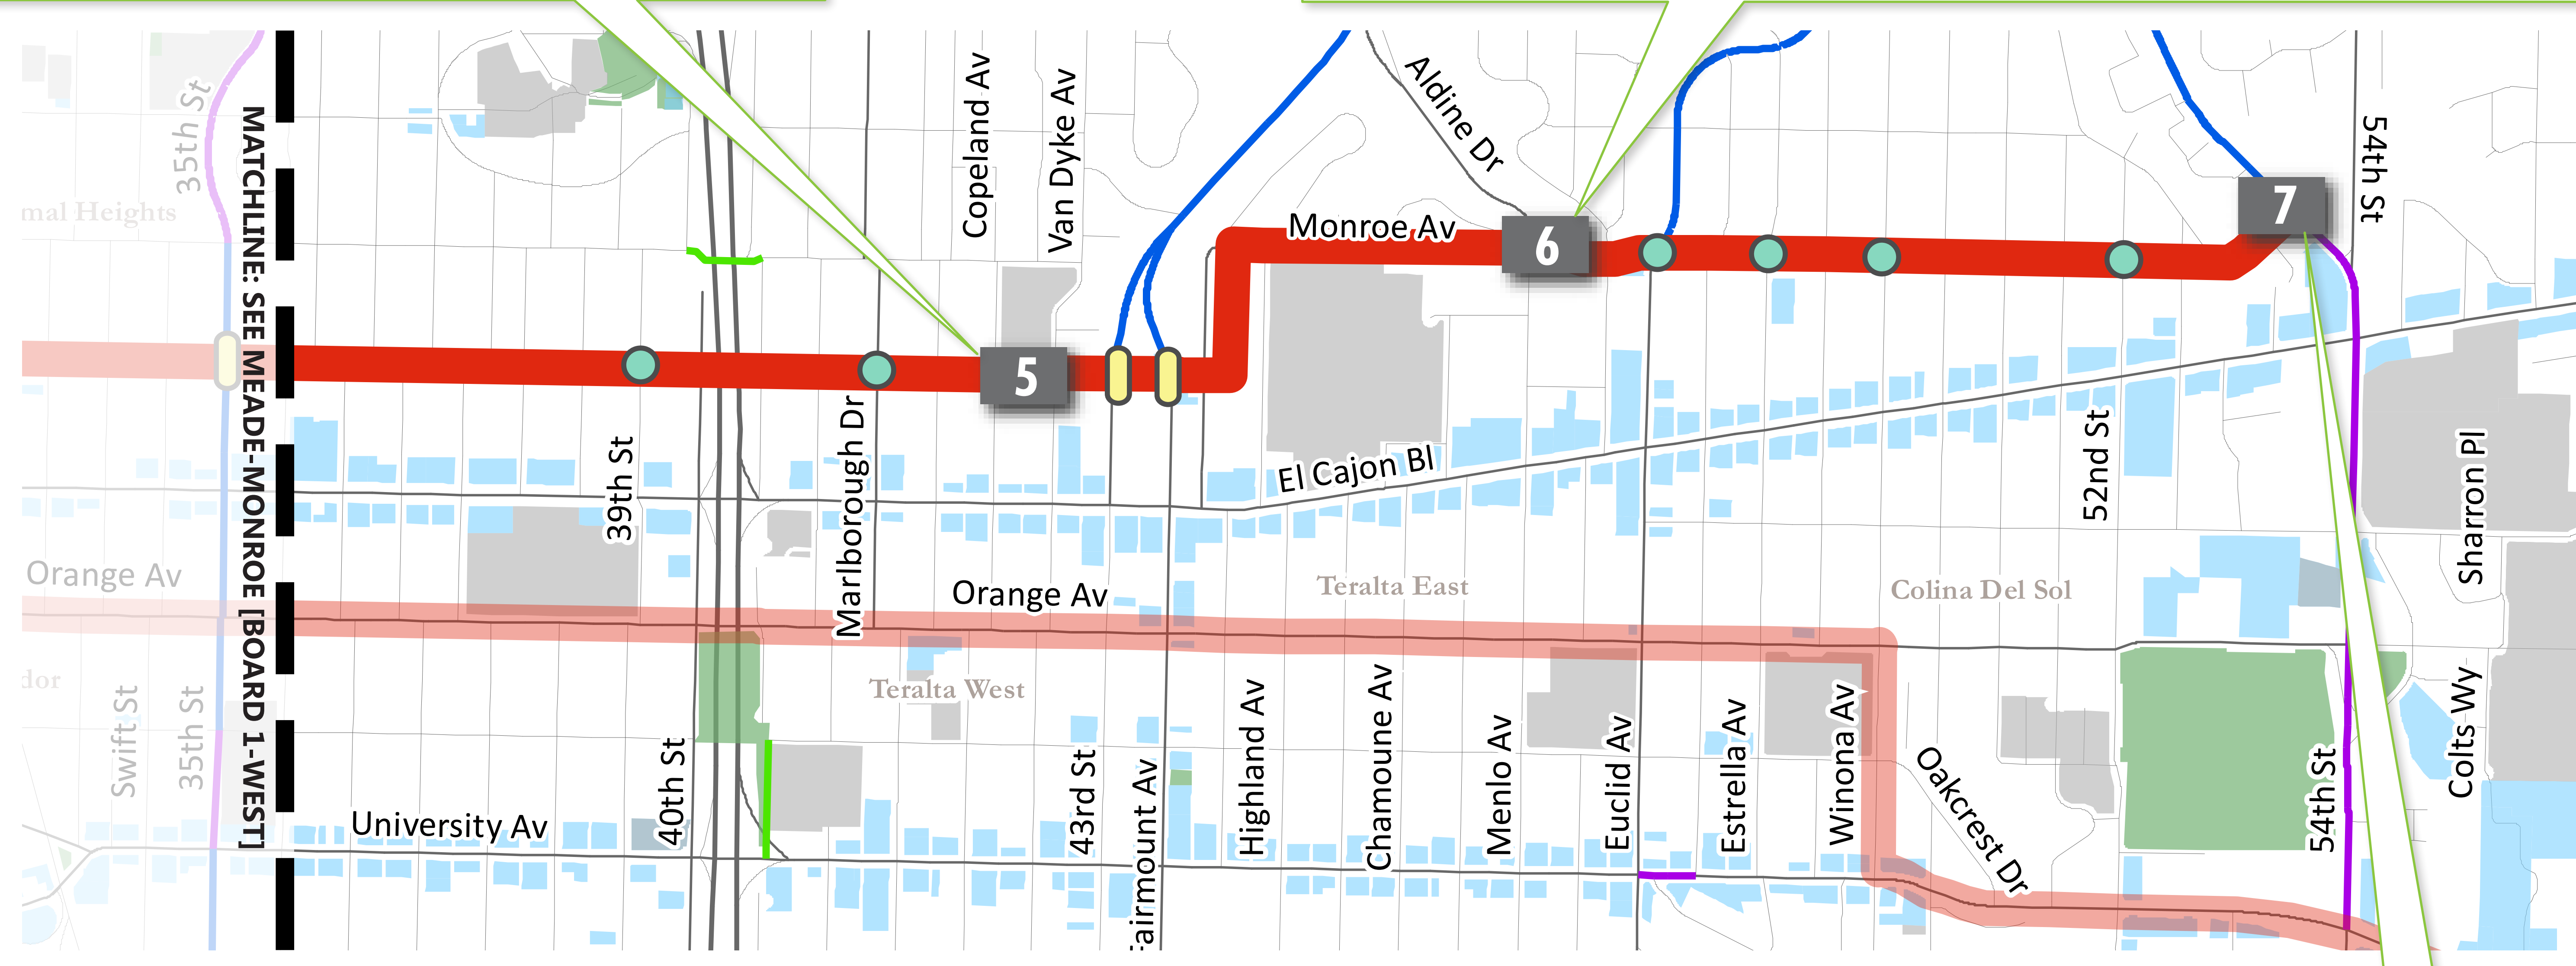 35th St
MATCHLINE: SEE MEADE-MONROE [BOARD 1-WEST]
mal Heights
Copeland Av
Van Dyke Av
Aldine Dr
Monroe Av
54th St
5
6
7
39th St
Marlborough Dr
El Cajon Bl
52nd St
Sharron Pl
Orange Av
Orange Av
Teralta East
Colina Del Sol
Teralta West
dor
Swift St
35th St
40th St
University Av
43rd St
Fairmount Av
Highland Av
Chamoune Av
Menlo Av
Euclid Av
Estrella Av
Winona Av
Oakcrest Dr
54th St
Colts Wy